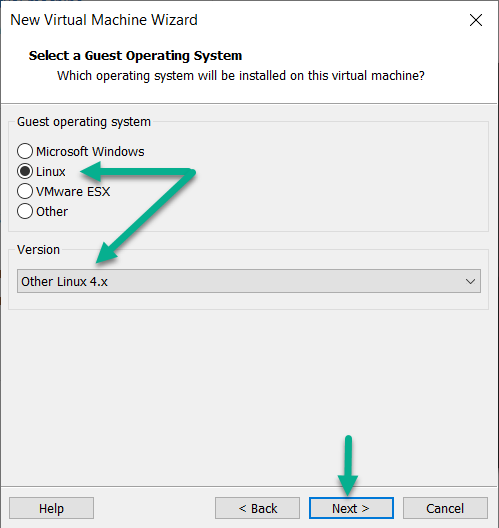 New Virtual Machine Wizard
Select a Guest Operating System
Which operating system will be installed on this virtual machine?
Guest operating system
Microsoft Windows
Linux
VMware ESX
Other
Version
Other Linux 4.x
Help
< Back
Next >
Cancel